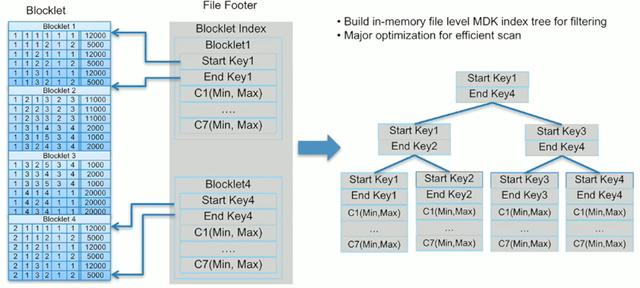 Blocklet
Blocklet 1
1 1 1 1 1 1 12000
1 1 1 2 1 2 5000
1 1 2 1 1 1 12000
1 1 2 2 1 2 5000
1 1 3 1 1 1 12000
1 1 3 2 1 2 5000
Blocklet 2
1 2 1 3 2 3 11000
1 2 2 3 2 3 11000
1 2 3 3 2 3 11000
1 3 1 4 3 4 2000
1 3 1 5 3 4 1000
1 3 2 4 3 4 2000
Blocklet 3
1 3 2 5 3 4 1000
1 3 3 4 3 4 2000
1 3 3 5 3 4 1000
1 4 1 4 1 1 20000
1 4 2 4 1 1 20000
1 4 3 4 1 1 20000
Blocklet 4
2 1 1 1 1 1 12000
2 1 1 2 1 2 5000
2 1 2 1 1 1 12000
2 1 2 2 1 2 5000
2 1 3 1 1 1 12000
2 1 3 2 1 2 5000
File Footer
Blocklet Index
Blocklet1
Start Key1
End Key1
C1(Min, Max)
....
C7(Min, Max)
Blocklet4
Start Key4
End Key4
C1(Min, Max)
....
C7(Min, Max)
• Build in-memory file level MDK index tree for filtering
• Major optimization for efficient scan
Start Key1
End Key4
Start Key1
End Key2
Start Key3
End Key4
Start Key1
End Key1
C1(Min,Max)
...
C7(Min,Max)
Start Key2
End Key2
C1(Min,Max)
...
C7(Min,Max)
Start Key3
End Key3
C1(Min,Max)
...
C7(Min,Max)
Start Key4
End Key4
C1(Min,Max)
...
C7(Min,Max)